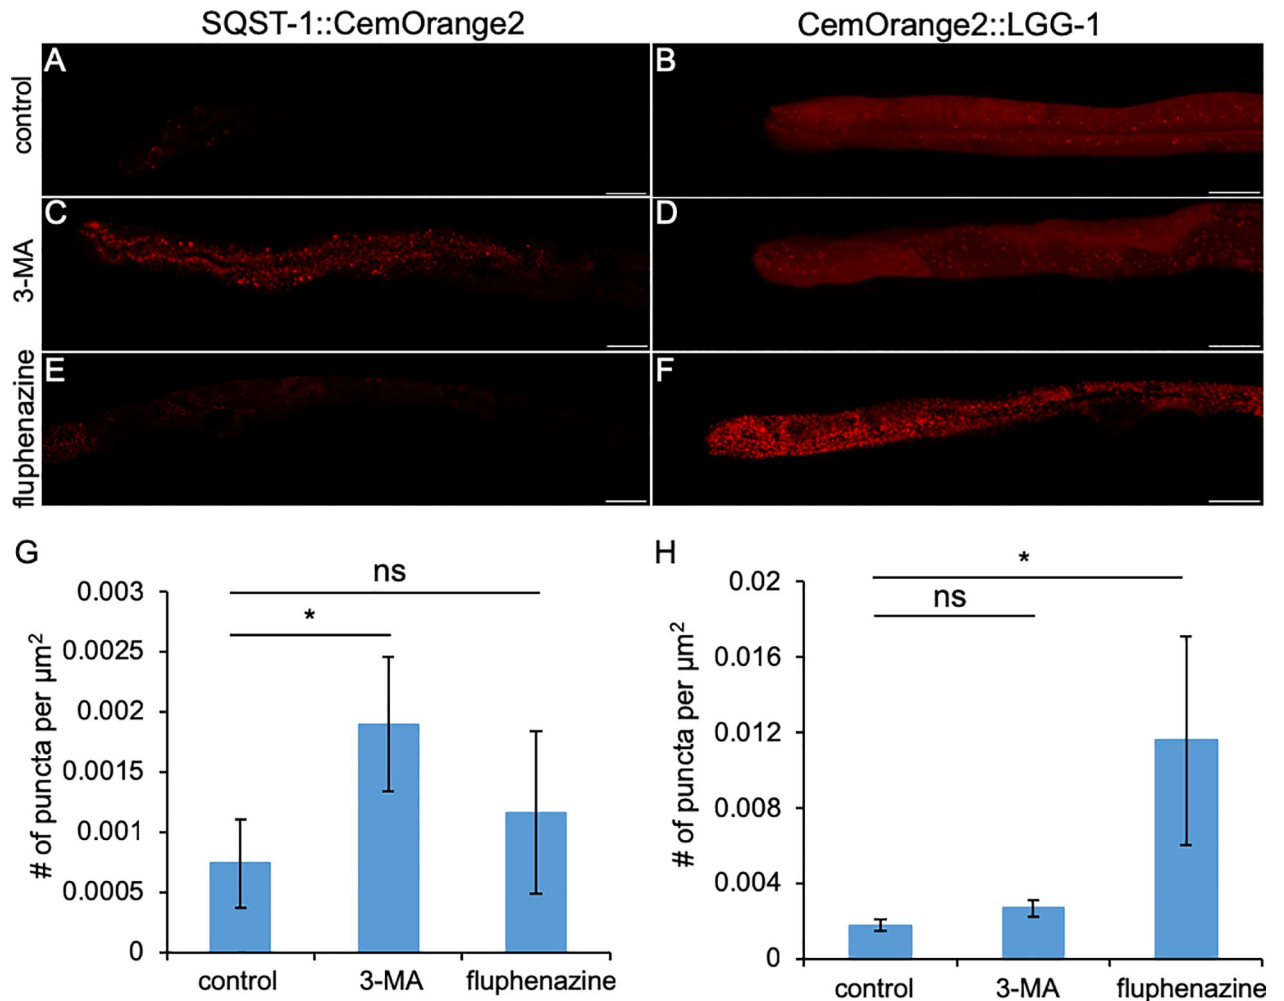 SQST-1::CemOrange2
CemOrange2::LGG-1
control
A
B
3-MA
C
D
fluphenazine
E
F
G
# of puncta per µm²
0.003
0.0025
0.002
0.0015
0.001
0.0005
0
ns
*
control
3-MA
fluphenazine
H
# of puncta per µm²
0.02
0.016
0.012
0.008
0.004
0
*
ns
control
3-MA
fluphenazine